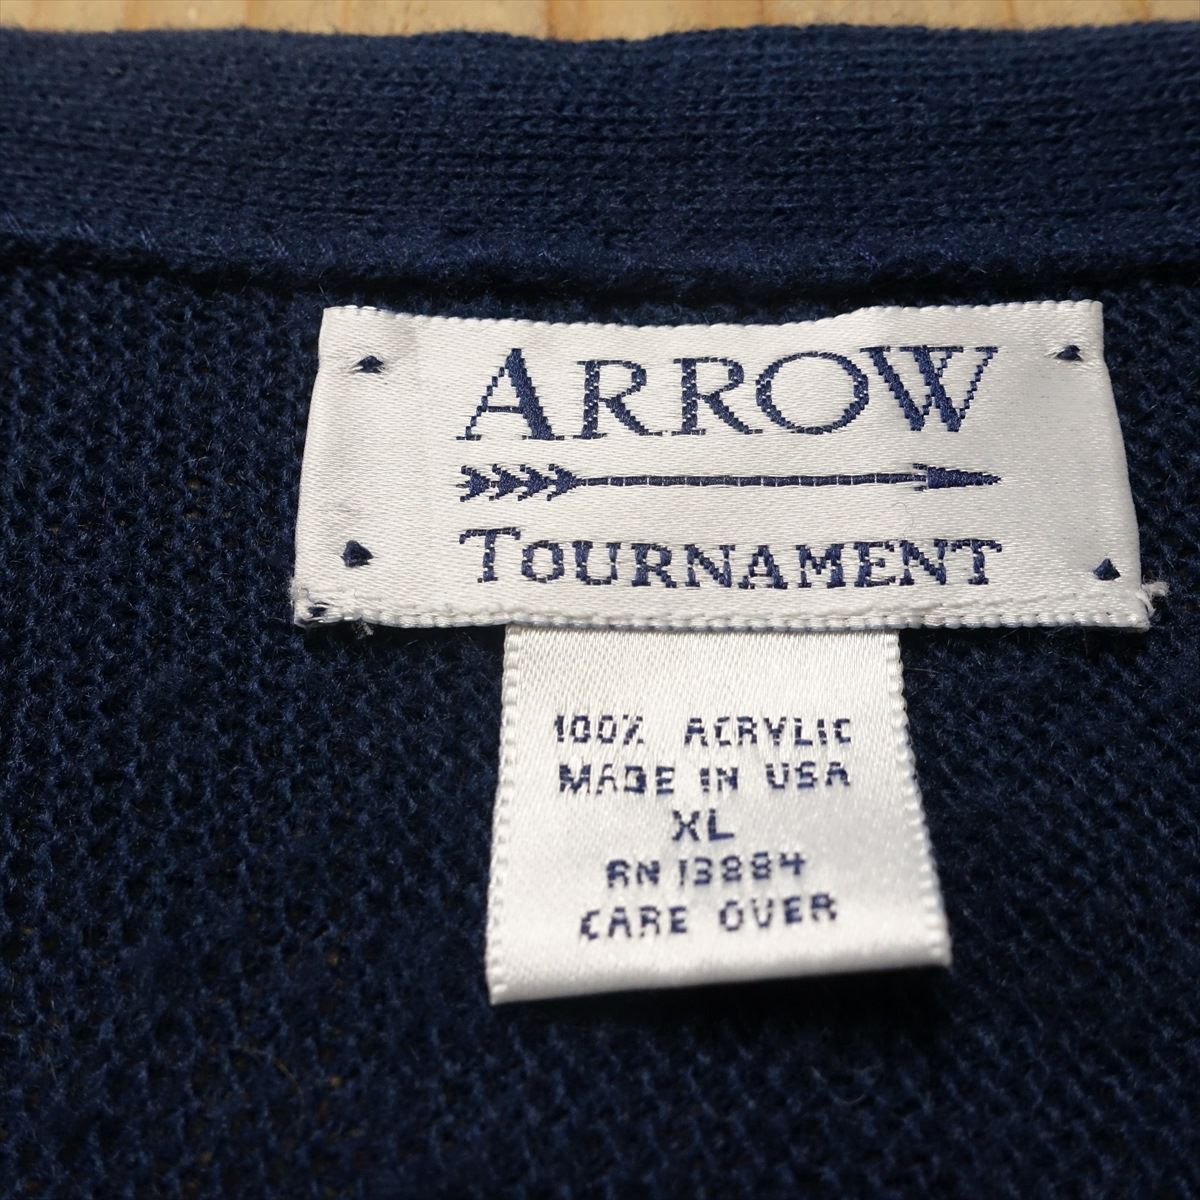 ARROW
TOURNAMENT
100% ACRYLIC
MADE IN USA
XL
RN 13884
CARE OVER